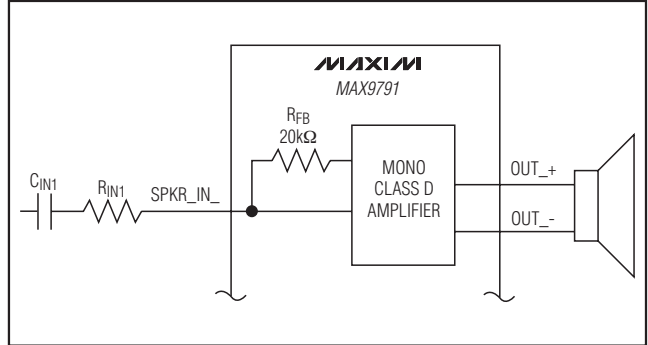 MAXIM
MAX9791
RFB
20kΩ
CIN1
RIN1
SPKR_IN_
MONO
CLASS D
AMPLIFIER
OUT_+
OUT_-